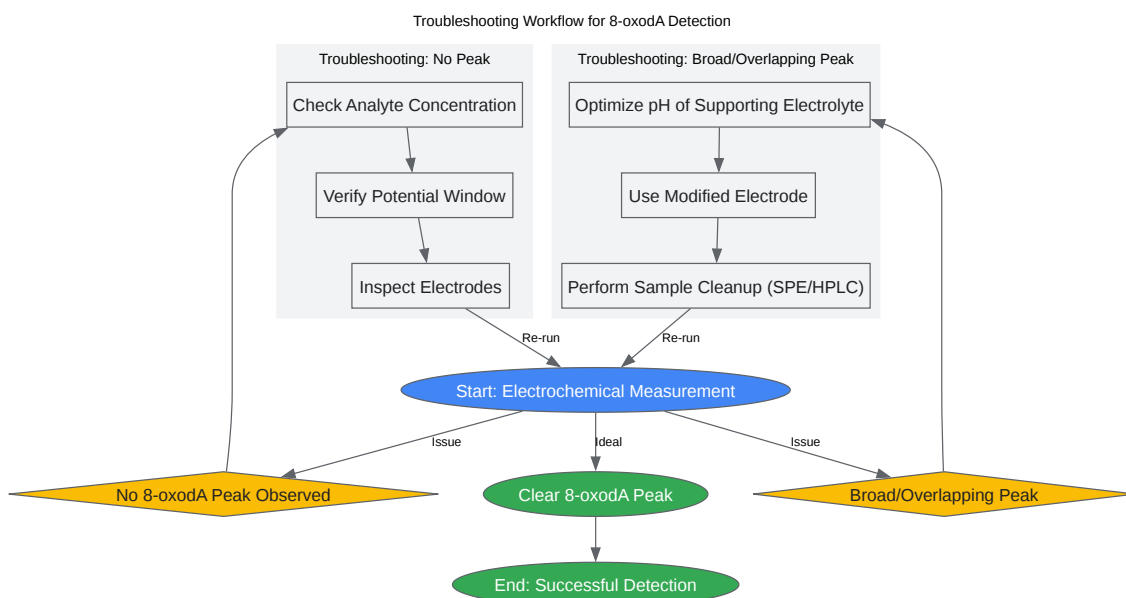 Troubleshooting Workflow for 8-oxodA Detection
Troubleshooting: No Peak
Troubleshooting: Broad/Overlapping Peak
Check Analyte Concentration
Optimize pH of Supporting Electrolyte
Verify Potential Window
Use Modified Electrode
Inspect Electrodes
Perform Sample Cleanup (SPE/HPLC)
Re-run
Re-run
Start: Electrochemical Measurement
Issue
Ideal
Issue
No 8-oxodA Peak Observed
Clear 8-oxodA Peak
Broad/Overlapping Peak
End: Successful Detection